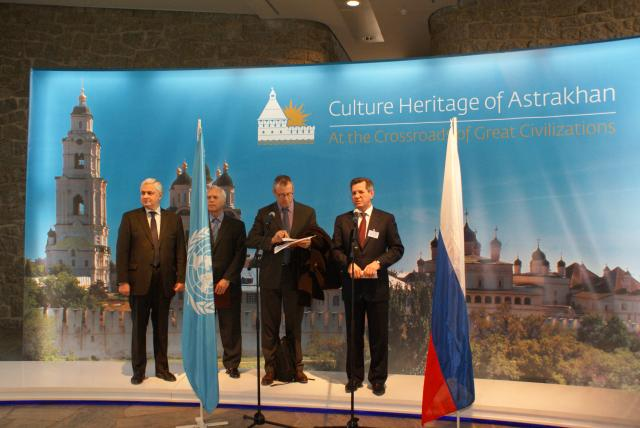 Culture Heritage of Astrakhan
At the Crossroads of Great Civilizations